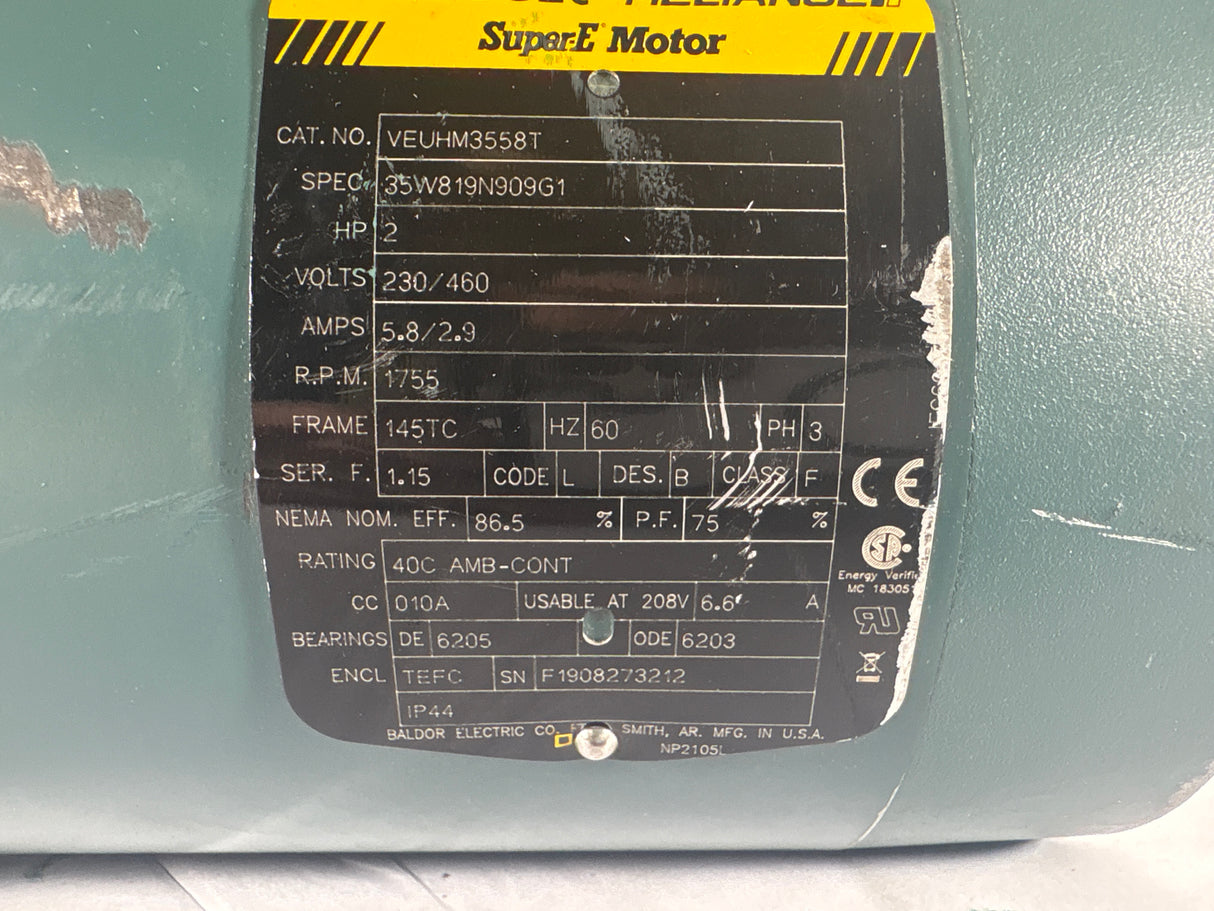 RELIANCE
Super-E Motor
CAT. NO. VEUHM3558T
SPEC. 35W819N909G1
HP 2
VOLTS 230/460
AMPS 5.8/2.9
R.P.M. 1755
FRAME 145TC HZ 60 PH 3
SER. F. 1.15 CODE L DES. B CLASS F
NEMA NOM. EFF. 86.5 % P.F. 75 %
RATING 40C AMB-CONT
CC 010A USABLE AT 208V 6.6 A
BEARINGS DE 6205 ODE 6203
ENCL TEFC SN F1908273212
IP44
BALDOR ELECTRIC CO. SMITH, AR. MFG. IN U.S.A.
NP2105L
CE
Energy Verifi
MC 18305